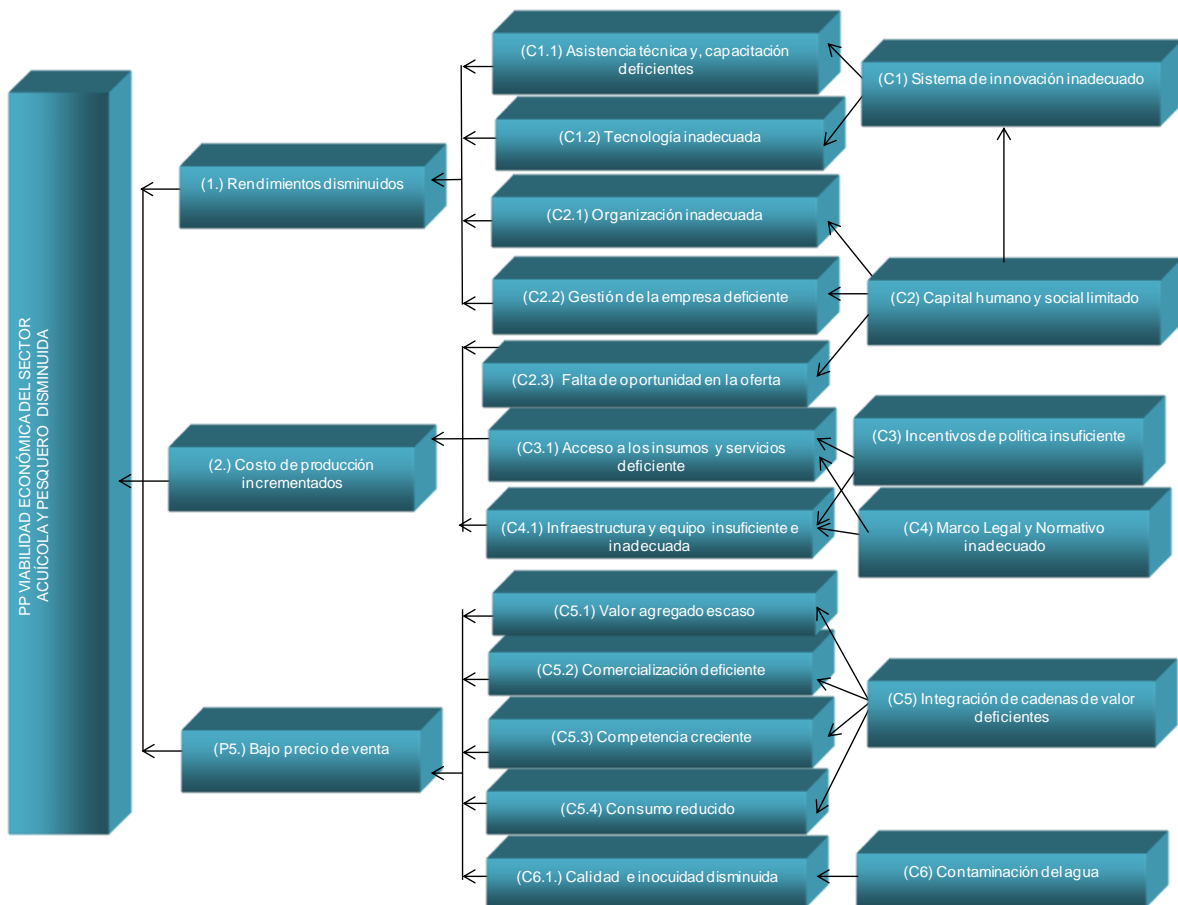 PP VIABILIDAD ECONÓMICA DEL SECTOR
ACUÍCOLA Y PESQUERO DISMINUIDA
(1.) Rendimientos disminuidos
(2.) Costo de producción
incrementados
(P5.) Bajo precio de venta
(C1.1) Asistencia técnica y, capacitación
deficientes
(C1.2) Tecnología inadecuada
(C2.1) Organización inadecuada
(C2.2) Gestión de la empresa deficiente
(C2.3) Falta de oportunidad en la oferta
(C3.1) Acceso a los insumos y servicios
deficiente
(C4.1) Infraestructura y equipo insuficiente e
inadecuada
(C5.1) Valor agregado escaso
(C5.2) Comercialización deficiente
(C5.3) Competencia creciente
(C5.4) Consumo reducido
(C6.1.) Calidad e inocuidad disminuida
(C1) Sistema de innovación inadecuado
(C2) Capital humano y social limitado
(C3) Incentivos de política insuficiente
(C4) Marco Legal y Normativo
inadecuado
(C5) Integración de cadenas de valor
deficientes
(C6) Contaminación del agua